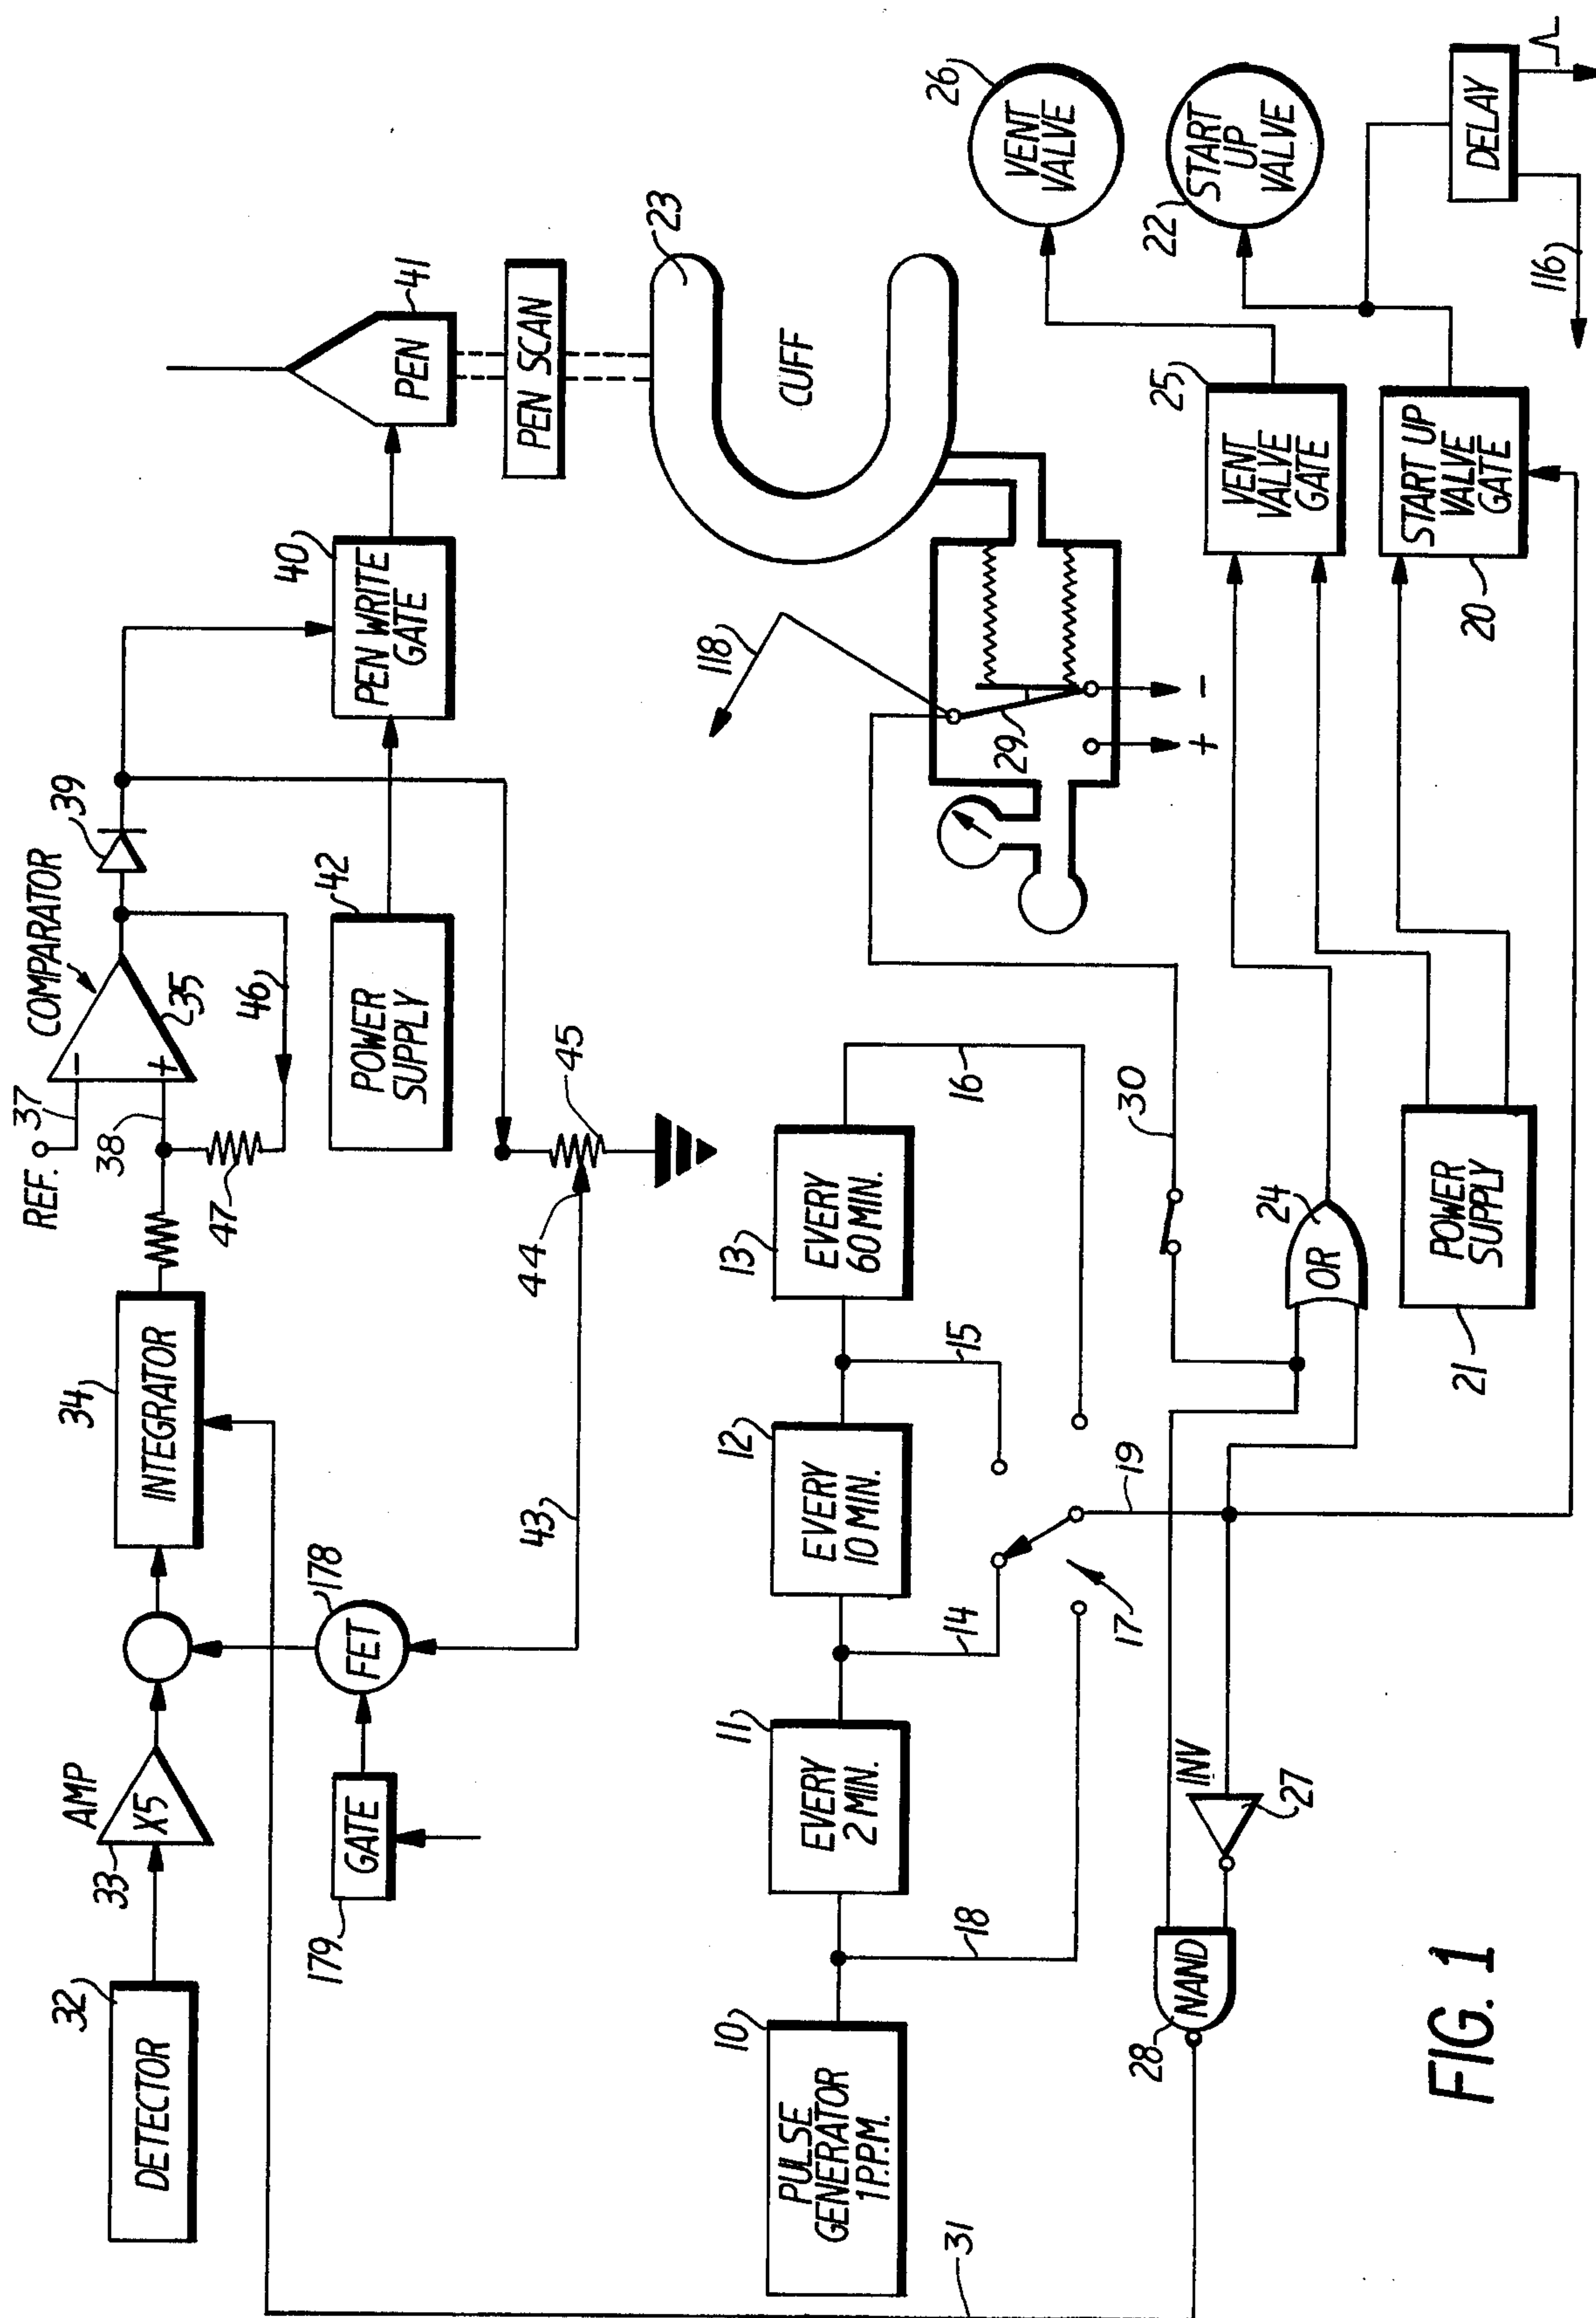 32
DETECTOR
33
AMP
X5
34
INTEGRATOR
179
GATE
178
FET
43
44
45
REF.
37
38
47
46
COMPARATOR
-
+
35
39
42
POWER
SUPPLY
40
PEN WRITE
GATE
PEN
41
PEN SCAN
23
CUFF
118
29
+
-
10
PULSE
GENERATOR
1 P.P.M.
11
EVERY
2 MIN.
12
EVERY
10 MIN.
13
EVERY
60 MIN.
18
14
15
16
17
19
30
31
28
NAND
INV
27
24
OR
21
POWER
SUPPLY
25
VENT
VALVE
GATE
START UP
VALVE
GATE
20
26
VENT
VALVE
22
START
UP
VALVE
DELAY
116
FIG. 1